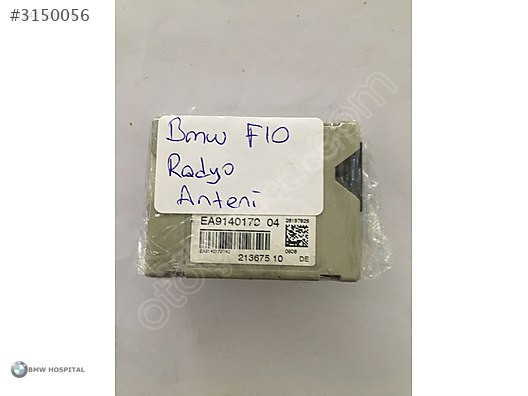 #3150056
Bmw F10
Radyo
Anteni
EA9140170 04
213675 10
DE
BMW HOSPITAL